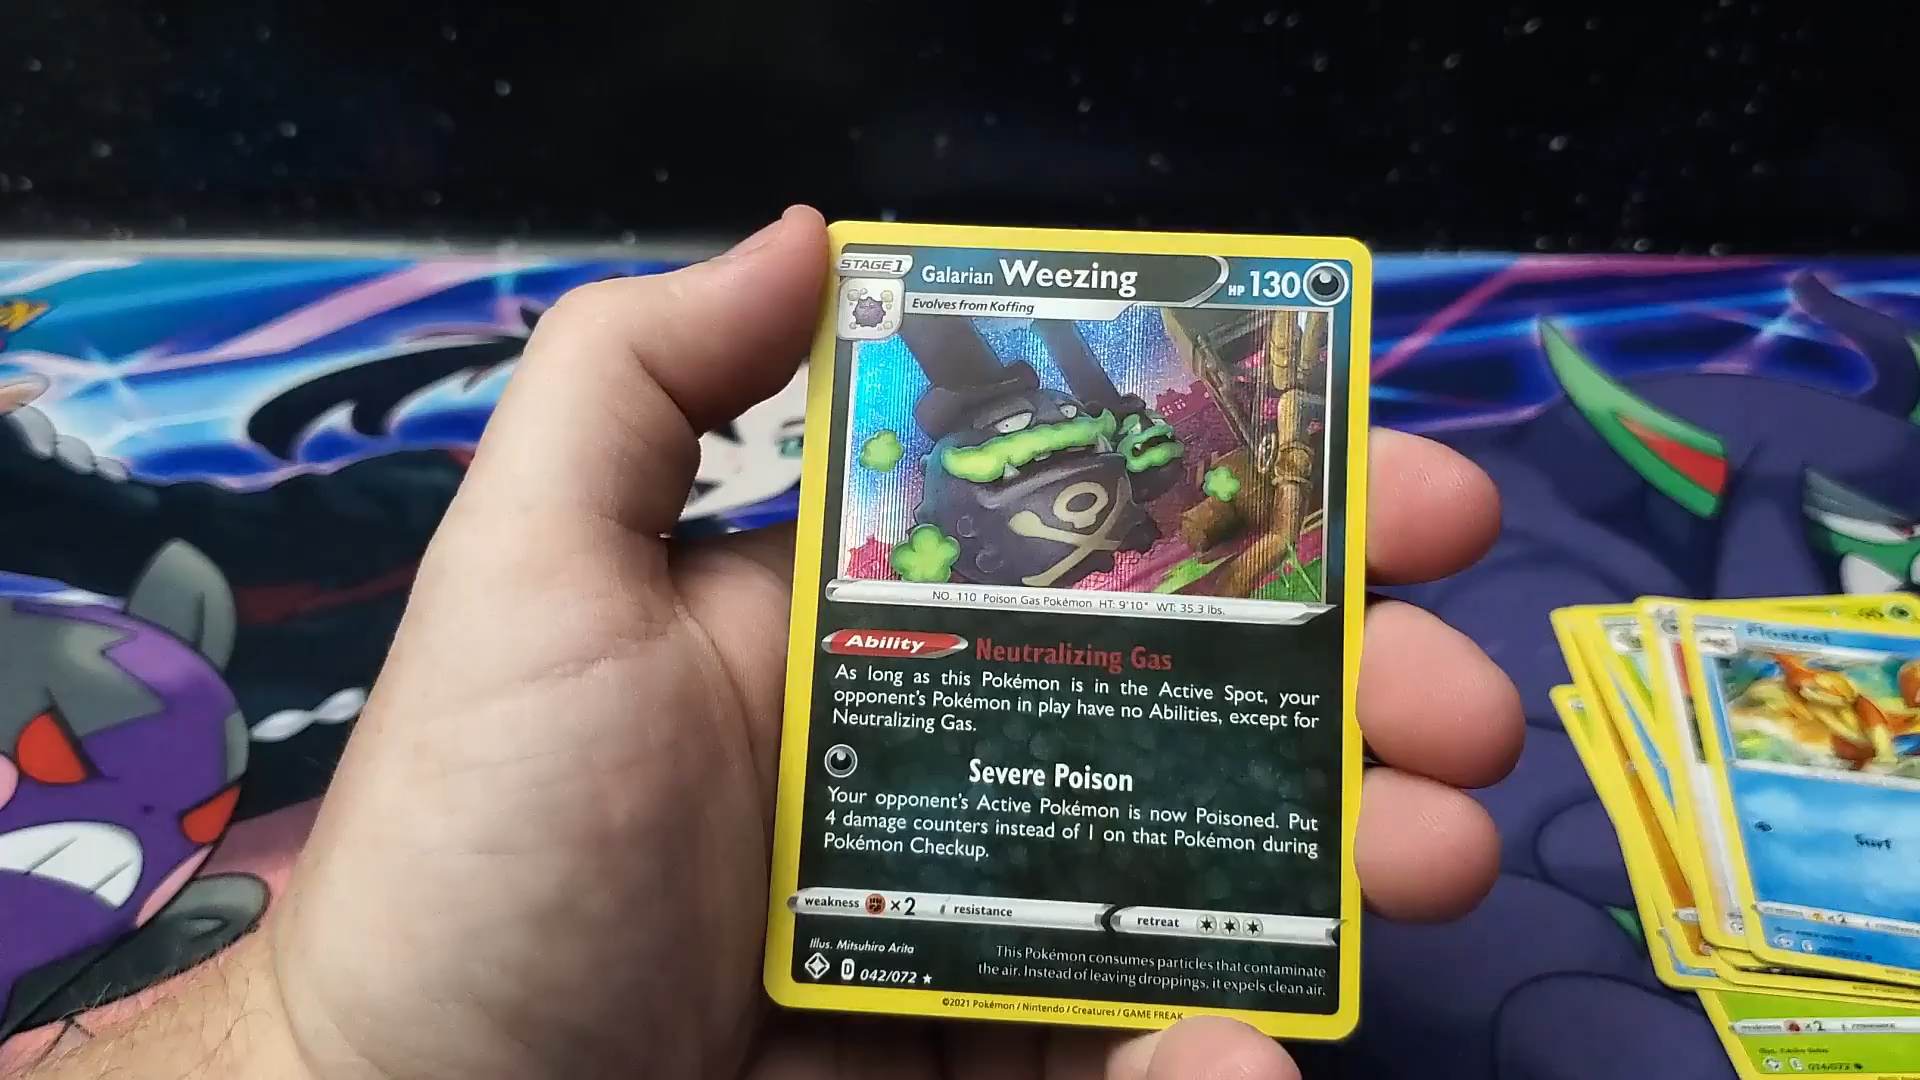 STAGE 1
Galarian Weezing
HP 130
Evolves from Koffing
NO. 110 Poison Gas Pokémon HT: 9'10" WT: 35.3 lbs.
Ability Neutralizing Gas
As long as this Pokémon is in the Active Spot, your
opponent's Pokémon in play have no Abilities, except for
Neutralizing Gas.
Severe Poison
Your opponent's Active Pokémon is now Poisoned. Put
4 damage counters instead of 1 on that Pokémon during
Pokémon Checkup.
weakness ×2 resistance retreat
Illus. Mitsuhiro Arita
D 042/072 ★
This Pokémon consumes particles that contaminate
the air. Instead of leaving droppings, it expels clean air.
©2021 Pokémon / Nintendo / Creatures / GAME FREAK
Floatzel
Surf
×2
014/072